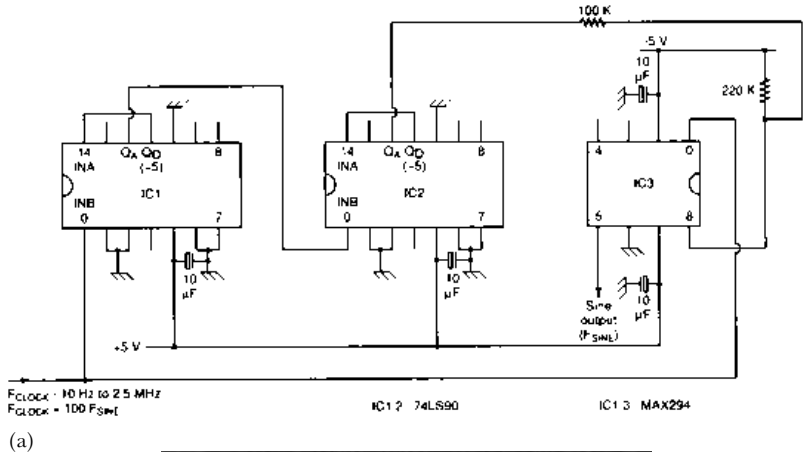 100 K
-5 V
10
µF
220 K
14
QA QD
8
INA
(-5)
IC1
INB
0
7
10
µF
14
QA QD
8
INA
(-5)
IC2
INB
0
7
10
µF
4
0
IC3
5
8
10
µF
Sine
output
(FSINE)
+5 V
FCLOCK - 10 Hz to 2.5 MHz
FCLOCK = 100 FSINE
IC1 2 74LS90
IC1 3 MAX294
(a)